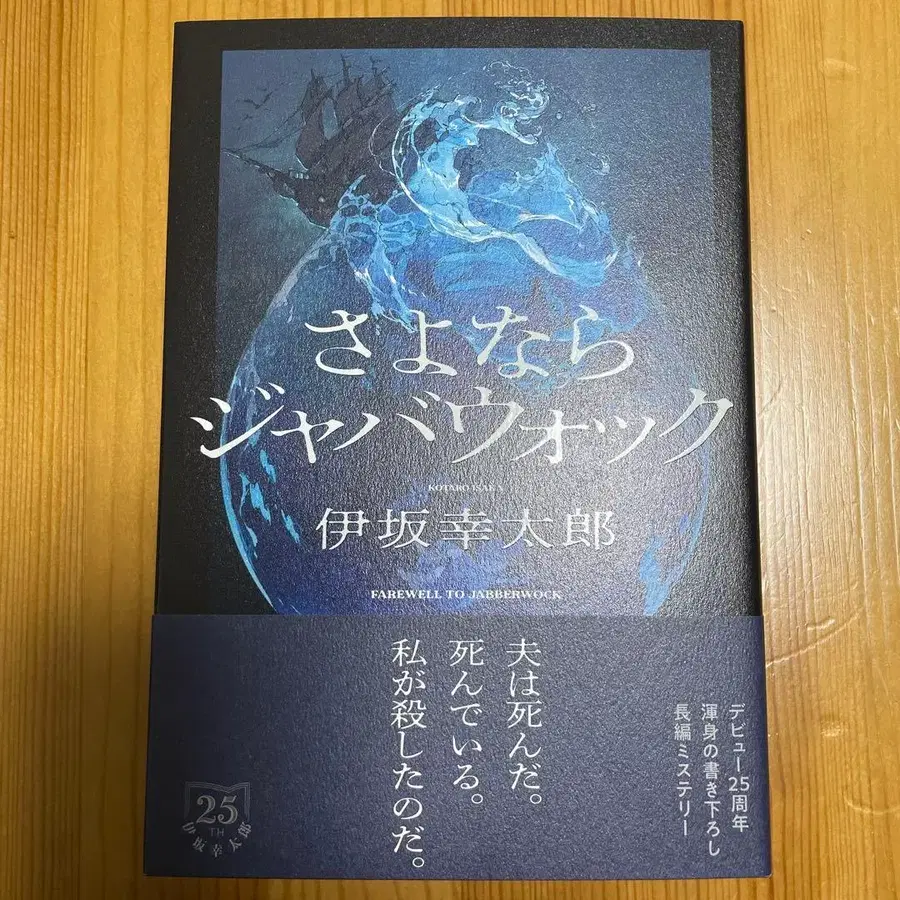 さよなら
ジャバウォック
KOTARO ISAKA
伊坂幸太郎
FAREWELL TO JABBERWOCK
夫は死んだ。
死んでいる。
私が殺したのだ。
デビュー25周年
渾身の書き下ろし
長編ミステリー
25
TH
伊坂幸太郎